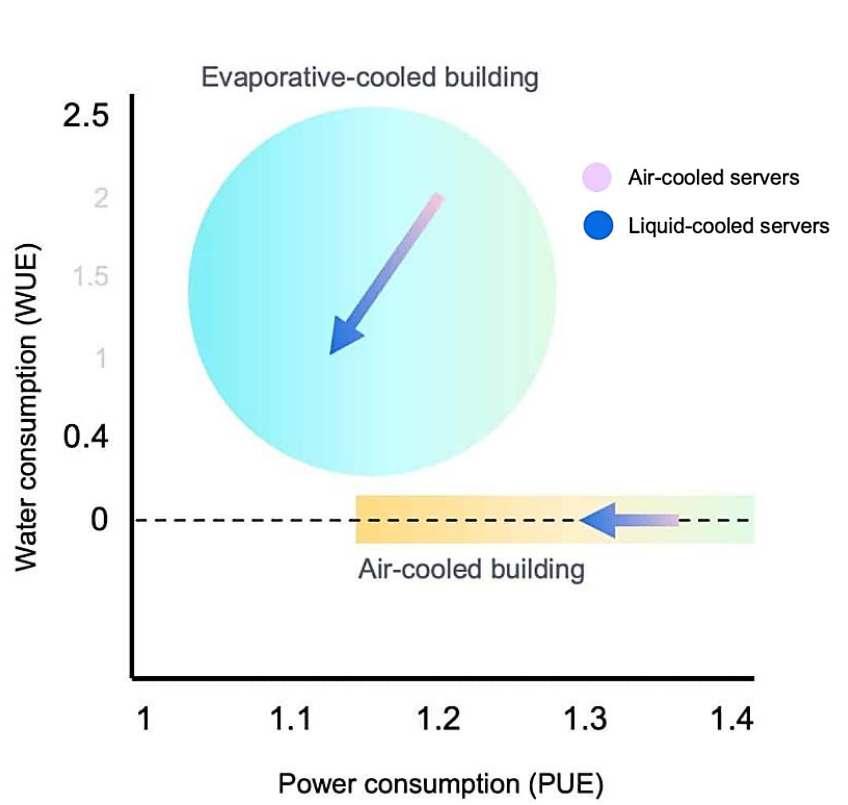 Evaporative-cooled building
2.5
2
1.5
1
0.4
0
Water consumption (WUE)
Air-cooled servers
Liquid-cooled servers
Air-cooled building
1 1.1 1.2 1.3 1.4
Power consumption (PUE)